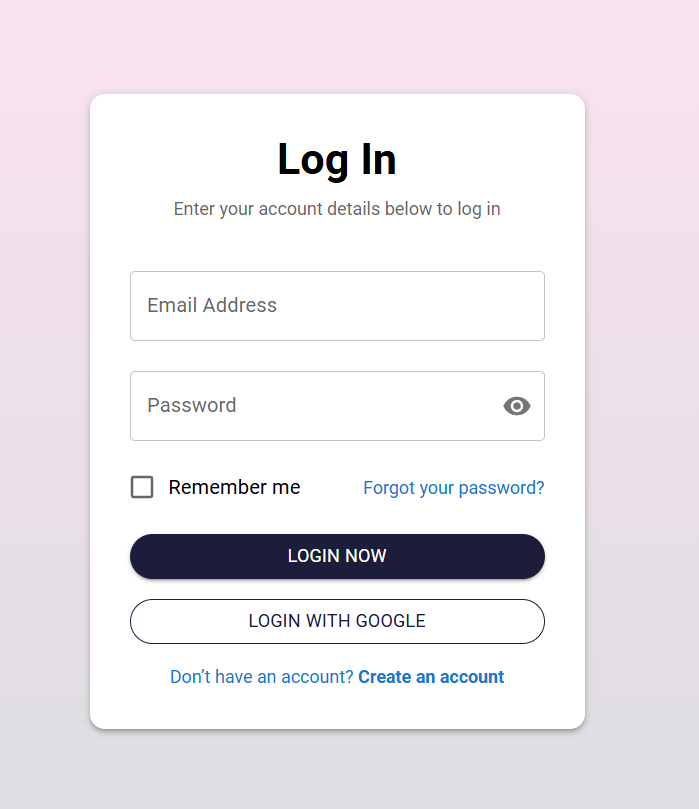 Log In
Enter your account details below to log in
Email Address
Password
Remember me Forgot your password?
LOGIN NOW
LOGIN WITH GOOGLE
Don’t have an account? Create an account